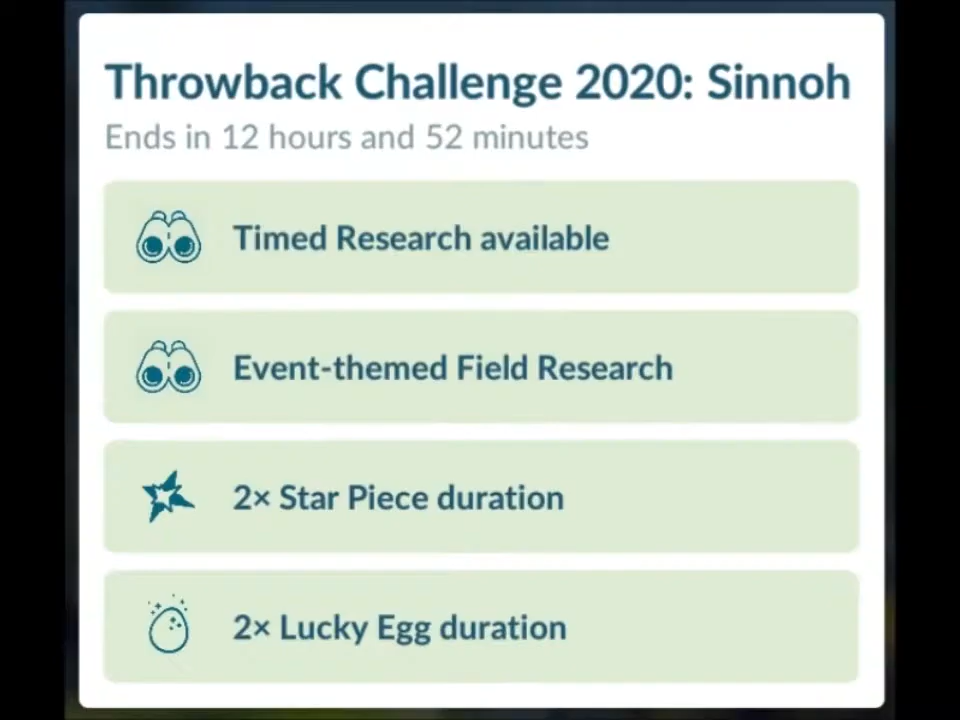 Throwback Challenge 2020: Sinnoh
Ends in 12 hours and 52 minutes
Timed Research available
Event-themed Field Research
2× Star Piece duration
2× Lucky Egg duration